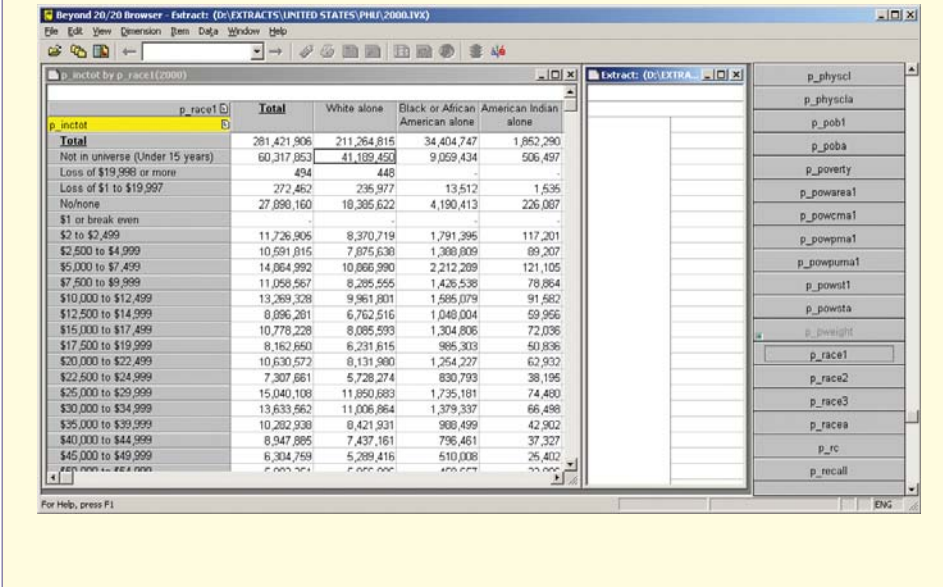 Beyond 20/20 Browser - Extract: (D:\EXTRACTS\UNITED STATES\PHU\2000.IVX)
File Edit View Dimension Item Data Window Help
p_inctot by p_race1(2000)
p_race1 Total White alone Black or African American alone American Indian alone
p_inctot
Total 281,421,906 211,264,815 34,404,747 1,852,290
Not in universe (Under 15 years) 60,317,853 41,189,450 9,059,434 506,497
Loss of $19,998 or more 494 448 - -
Loss of $1 to $19,997 272,462 235,977 13,512 1,535
No/none 27,898,160 18,385,622 4,190,413 226,087
$1 or break even - - - -
$2 to $2,499 11,726,905 8,370,719 1,791,395 117,201
$2,500 to $4,999 10,591,815 7,875,638 1,388,809 89,207
$5,000 to $7,499 14,864,992 10,866,990 2,212,289 121,105
$7,500 to $9,999 11,058,567 8,285,555 1,426,538 78,864
$10,000 to $12,499 13,269,328 9,961,801 1,585,079 91,582
$12,500 to $14,999 8,896,281 6,762,516 1,048,004 59,956
$15,000 to $17,499 10,778,228 8,085,593 1,304,806 72,036
$17,500 to $19,999 8,162,650 6,231,615 985,303 50,836
$20,000 to $22,499 10,630,572 8,131,980 1,254,227 62,932
$22,500 to $24,999 7,307,661 5,728,274 830,793 38,195
$25,000 to $29,999 15,040,108 11,850,683 1,735,181 74,480
$30,000 to $34,999 13,633,562 11,006,864 1,379,337 66,498
$35,000 to $39,999 10,282,938 8,421,931 988,499 42,902
$40,000 to $44,999 8,947,885 7,437,161 796,461 37,327
$45,000 to $49,999 6,304,759 5,289,416 510,008 25,402
Extract: (D:\EXTRA...
p_physcl
p_physcla
p_pob1
p_poba
p_poverty
p_powarea1
p_powcma1
p_powpma1
p_powpuma1
p_powst1
p_powsta
p_pweight
p_race1
p_race2
p_race3
p_racea
p_rc
p_recall
For Help, press F1
ENG